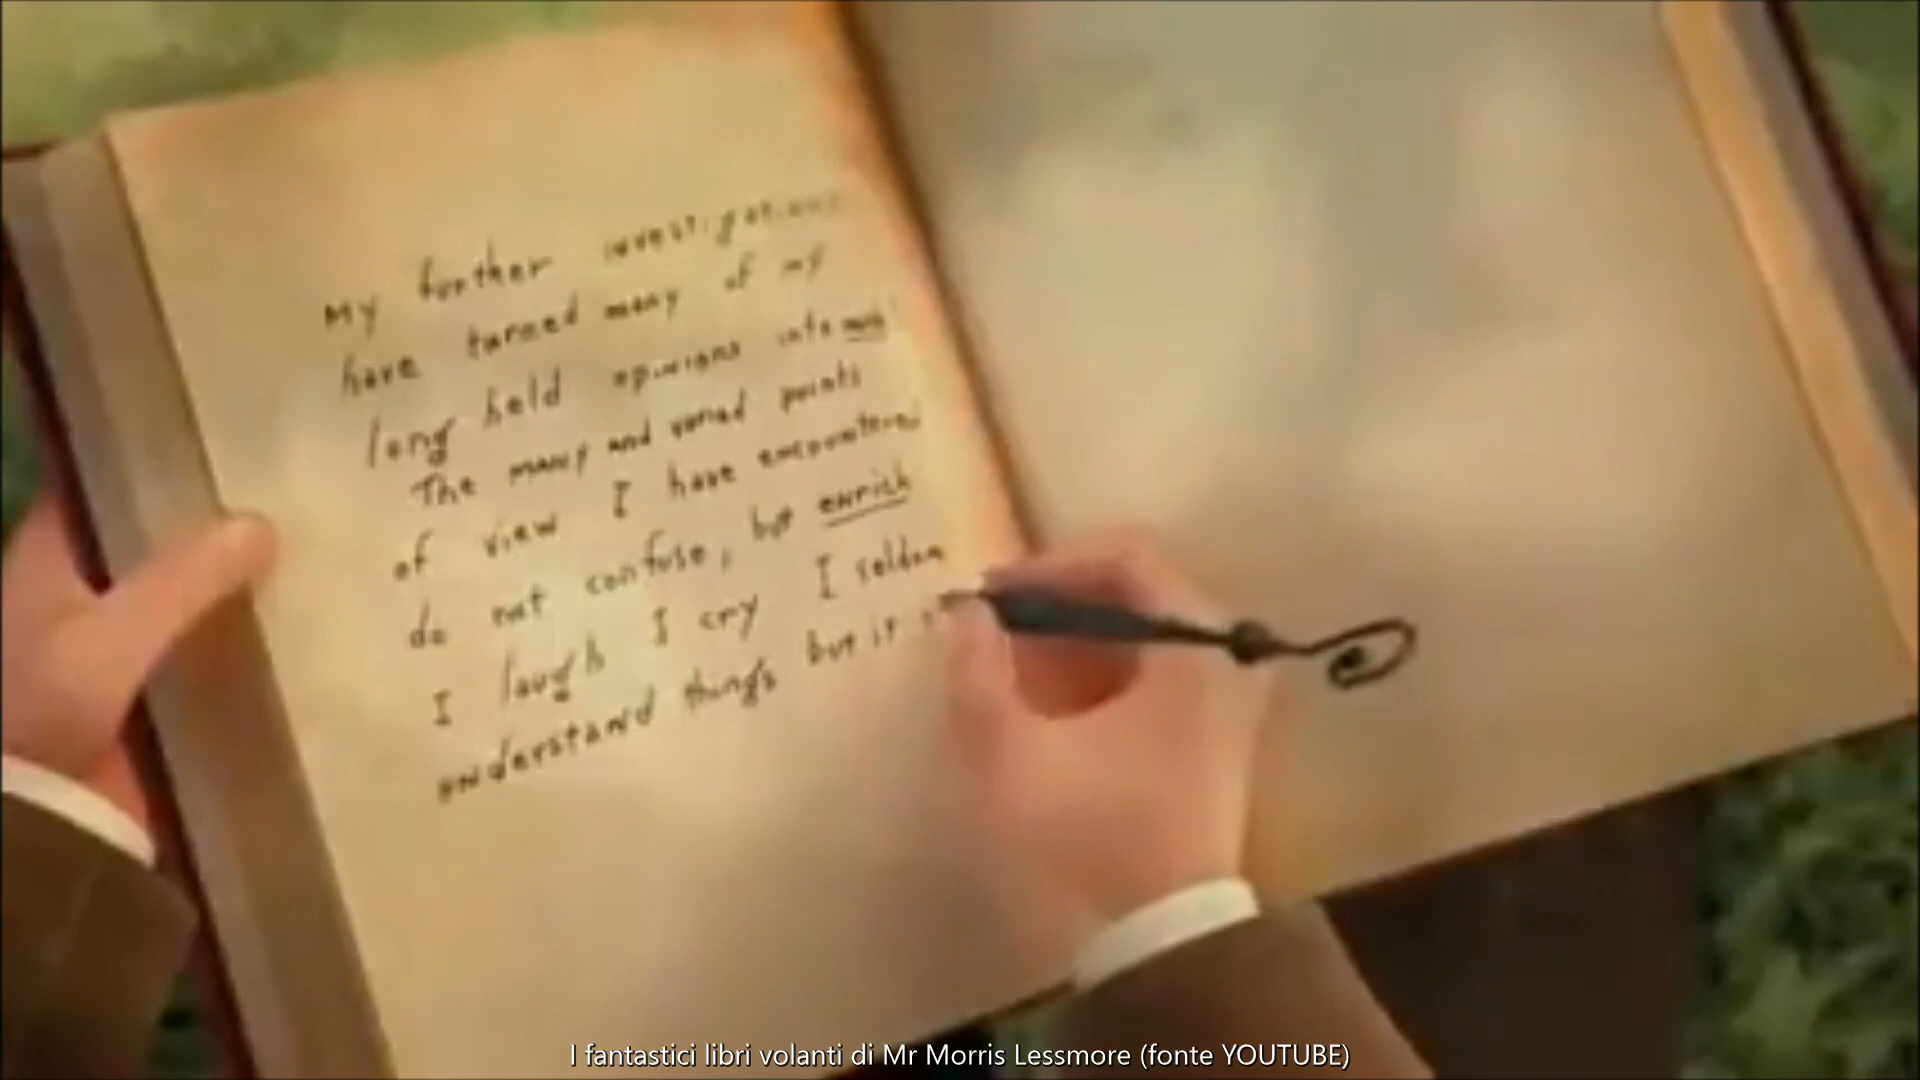 My further investigations
have turned many of my
long held opinions into mush
The many and varied points
of view I have encountered
do not confuse, but enrich
I laugh I cry I seldom
understand things but it
I fantastici libri volanti di Mr Morris Lessmore (fonte YOUTUBE)